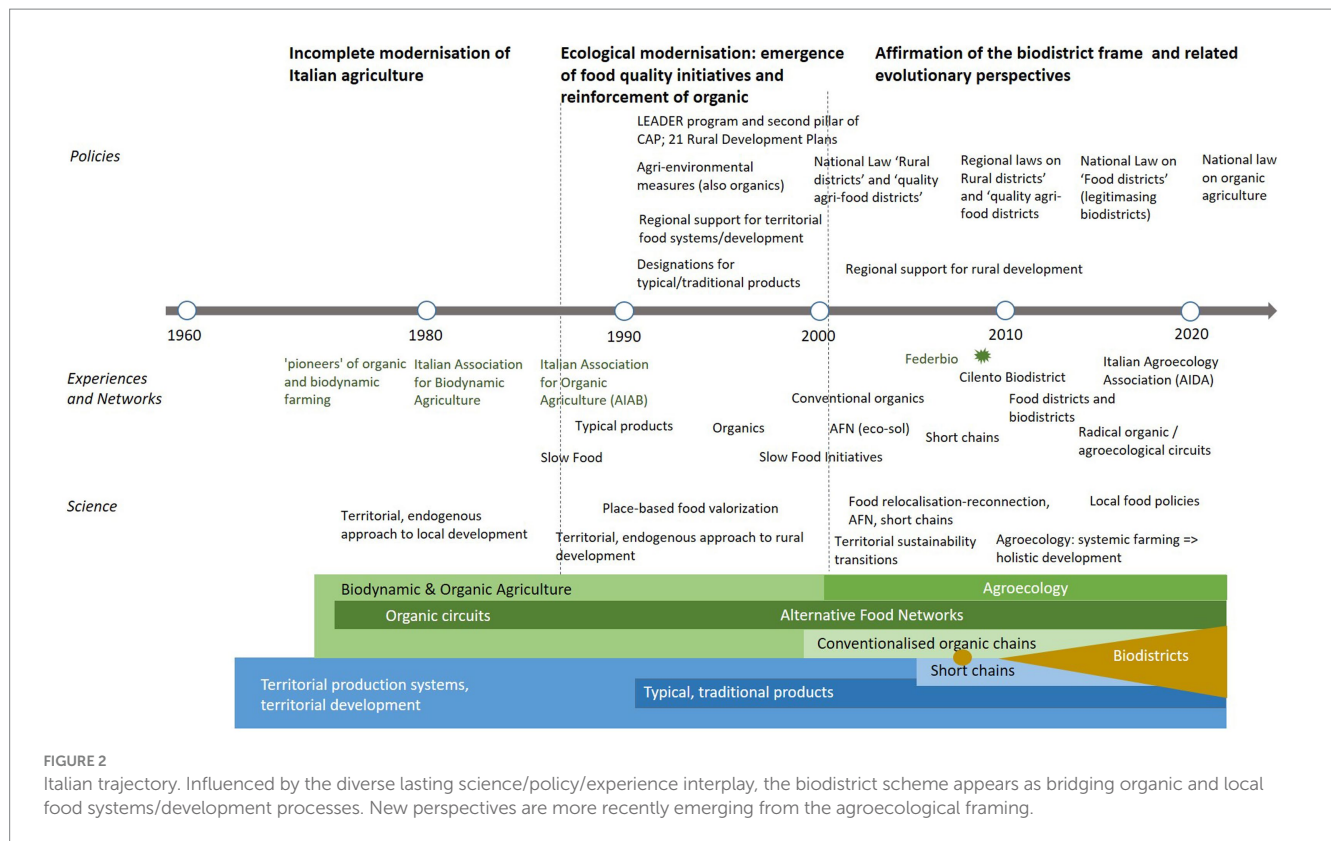 Incomplete modernisation of
Italian agriculture
Ecological modernisation: emergence
of food quality initiatives and
reinforcement of organic
Affirmation of the biodistrict frame and related
evolutionary perspectives
Policies
LEADER program and second pillar of
CAP; 21 Rural Development Plans
Agri-environmental
measures (also organics)
Regional support for territorial
food systems/development
Designations for
typical/traditional products
National Law 'Rural
districts' and 'quality
agri-food districts'
Regional laws on
Rural districts'
and 'quality agri-
food districts
National Law on
'Food districts'
(legitimasing
biodistricts)
National law
on organic
agriculture
Regional support for rural development
1960
1980
1990
2000
2010
2020
Experiences
and Networks
'pioneers' of organic
and biodynamic
farming
Italian Association
for Biodynamic
Agriculture
Italian Association
for Organic
Agriculture (AIAB)
Typical products
Organics
Slow Food
Slow Food Initiatives
Federbio
Cilento Biodistrict
Conventional organics
AFN (eco-sol)
Short chains
Food districts and
biodistricts
Italian Agroecology
Association (AIDA)
Radical organic /
agroecological circuits
Science
Territorial, endogenous
approach to local development
Place-based food valorization
Territorial, endogenous approach to rural
development
Food relocalisation-reconnection,
AFN, short chains
Territorial sustainability
transitions
Local food policies
Agroecology: systemic farming =>
holistic development
Biodynamic & Organic Agriculture
Agroecology
Organic circuits
Alternative Food Networks
Conventionalised organic chains
Biodistricts
Short chains
Territorial production systems,
territorial development
Typical, traditional products
FIGURE 2
Italian trajectory. Influenced by the diverse lasting science/policy/experience interplay, the biodistrict scheme appears as bridging organic and local
food systems/development processes. New perspectives are more recently emerging from the agroecological framing.